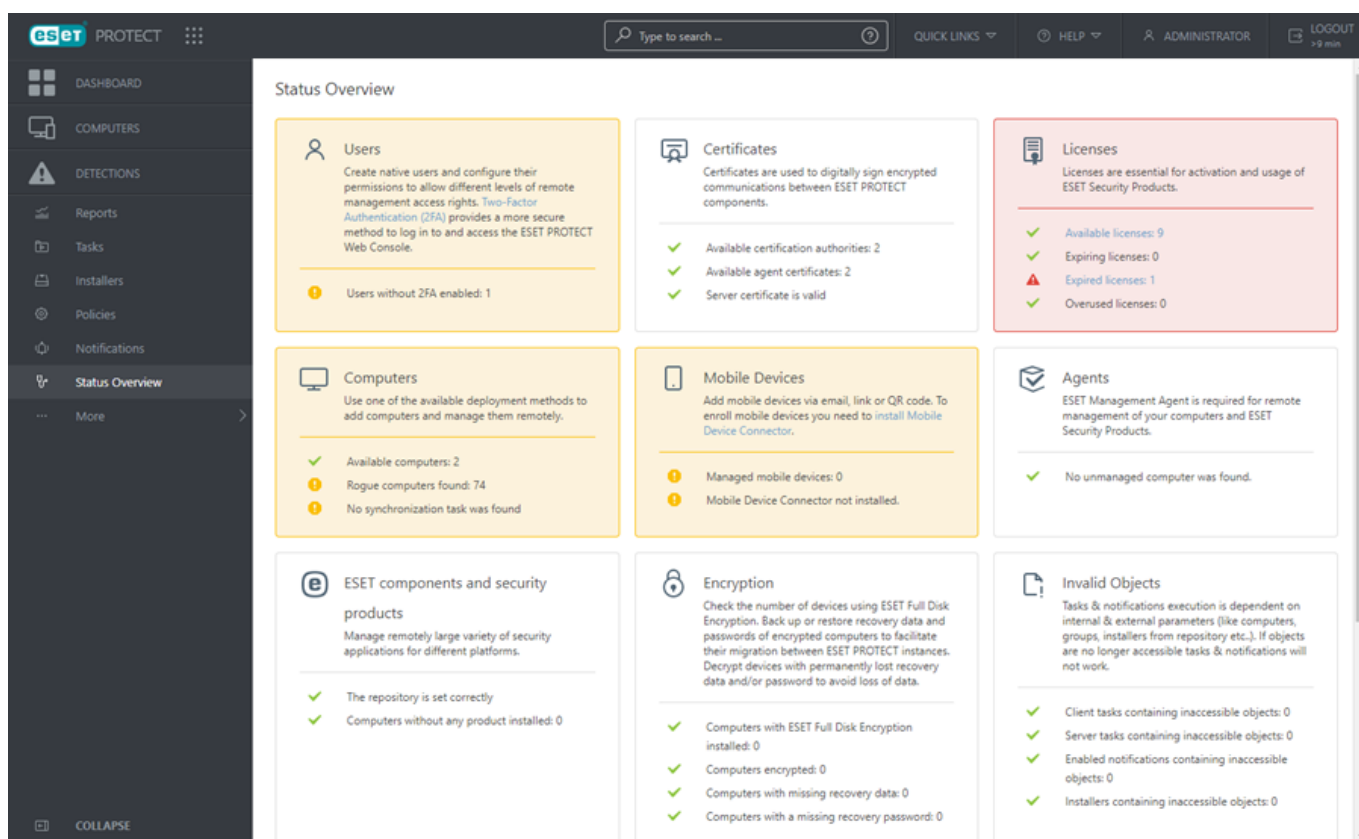 eset PROTECT
Type to search ...
QUICK LINKS
HELP
ADMINISTRATOR
LOGOUT
>9 min
DASHBOARD
COMPUTERS
DETECTIONS
Reports
Tasks
Installers
Policies
Notifications
Status Overview
More
COLLAPSE
Status Overview
Users
Create native users and configure their
permissions to allow different levels of remote
management access rights. Two-Factor
Authentication (2FA) provides a more secure
method to log in to and access the ESET PROTECT
Web Console.
Users without 2FA enabled: 1
Certificates
Certificates are used to digitally sign encrypted
communications between ESET PROTECT
components.
Available certification authorities: 2
Available agent certificates: 2
Server certificate is valid
Licenses
Licenses are essential for activation and usage of
ESET Security Products.
Available licenses: 9
Expiring licenses: 0
Expired licenses: 1
Overused licenses: 0
Computers
Use one of the available deployment methods to
add computers and manage them remotely.
Available computers: 2
Rogue computers found: 74
No synchronization task was found
Mobile Devices
Add mobile devices via email, link or QR code. To
enroll mobile devices you need to install Mobile
Device Connector.
Managed mobile devices: 0
Mobile Device Connector not installed.
Agents
ESET Management Agent is required for remote
management of your computers and ESET
Security Products.
No unmanaged computer was found.
ESET components and security
products
Manage remotely large variety of security
applications for different platforms.
The repository is set correctly
Computers without any product installed: 0
Encryption
Check the number of devices using ESET Full Disk
Encryption. Back up or restore recovery data and
passwords of encrypted computers to facilitate
their migration between ESET PROTECT instances.
Decrypt devices with permanently lost recovery
data and/or password to avoid loss of data.
Computers with ESET Full Disk Encryption
installed: 0
Computers encrypted: 0
Computers with missing recovery data: 0
Computers with a missing recovery password: 0
Invalid Objects
Tasks & notifications execution is dependent on
internal & external parameters (like computers,
groups, installers from repository etc..). If objects
are no longer accessible tasks & notifications will
not work.
Client tasks containing inaccessible objects: 0
Server tasks containing inaccessible objects: 0
Enabled notifications containing inaccessible
objects: 0
Installers containing inaccessible objects: 0